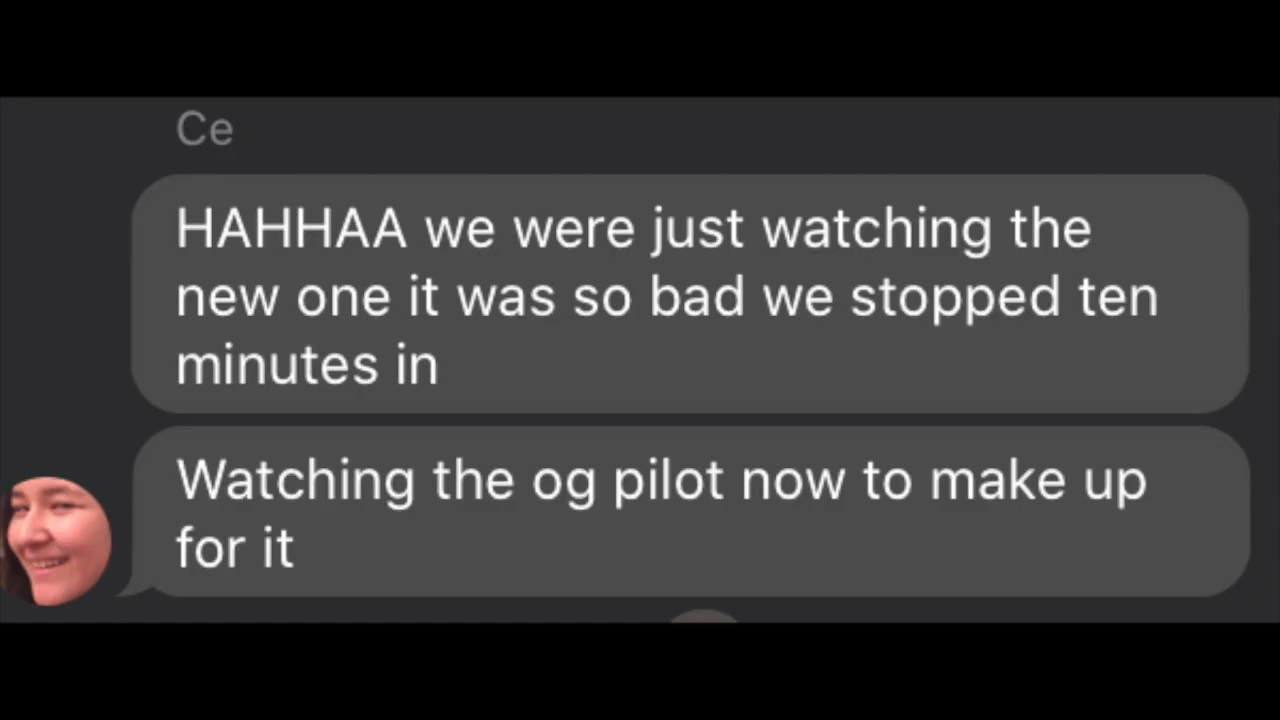 Ce
HAHHAA we were just watching the
new one it was so bad we stopped ten
minutes in
Watching the og pilot now to make up
for it